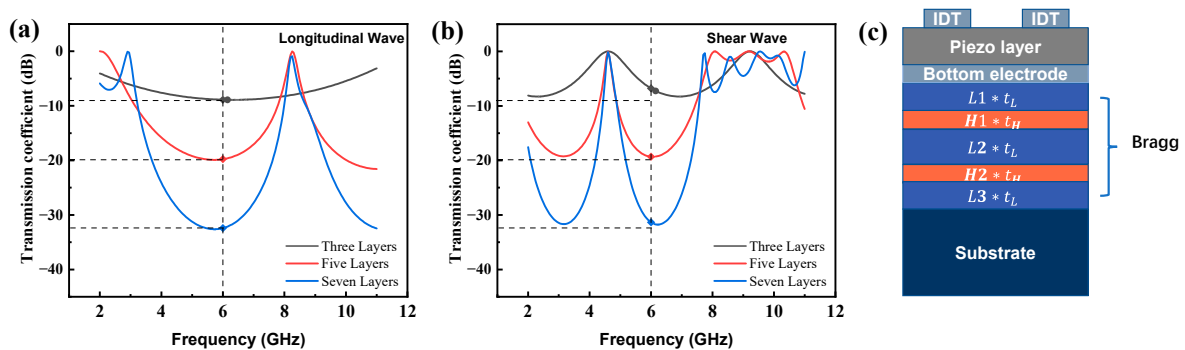 (a)
Longitudinal Wave
Transmission coefficient (dB)
0
−10
−20
−30
−40
Three Layers
Five Layers
Seven Layers
2 4 6 8 10 12
Frequency (GHz)
(b)
Shear Wave
Transmission coefficient (dB)
0
−10
−20
−30
−40
Three Layers
Five Layers
Seven Layers
2 4 6 8 10 12
Frequency (GHz)
(c)
IDT IDT
Piezo layer
Bottom electrode
L1 * t_L
H1 * t_H
L2 * t_L
H2 * t_H
L3 * t_L
Bragg
Substrate